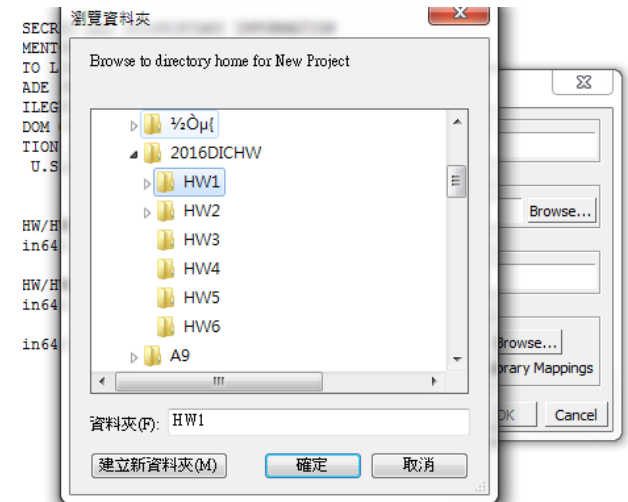 瀏覽資料夾
SECR
MENT
TO L
ADE
ILEG
DOM
TION
U.S
HW/H
in64
HW/H
in64
in64
Browse to directory home for New Project
½Òµ{
2016DICHW
HW1
HW2
HW3
HW4
HW5
HW6
A9
資料夾(F): HW1
建立新資料夾(M) 確定 取消
Browse...
Browse...
brary Mappings
OK Cancel